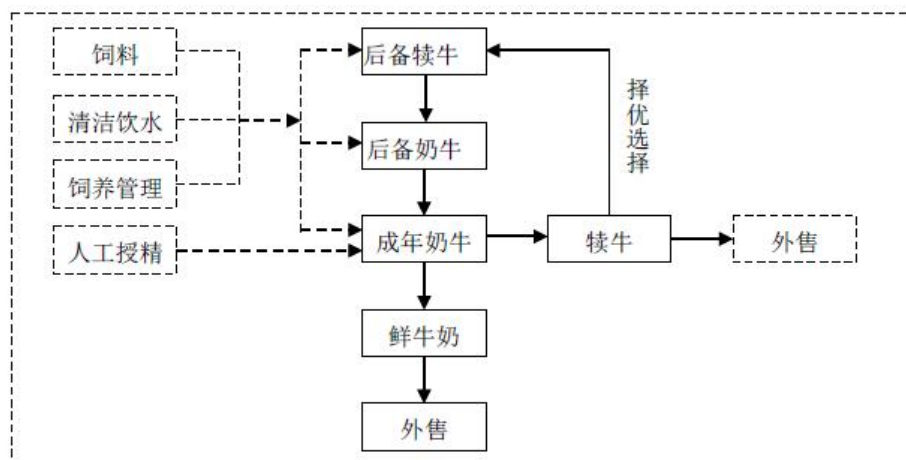 饲料
后备犊牛
清洁饮水
择优选择
后备奶牛
饲养管理
人工授精
成年奶牛
犊牛
外售
鲜牛奶
外售